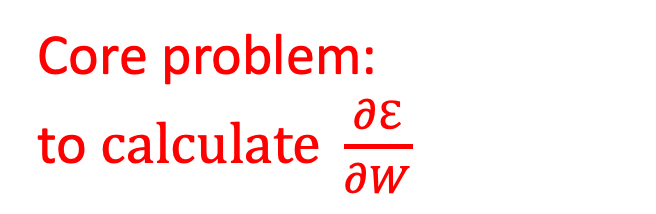 Core problem:
to calculate ∂ε/∂W